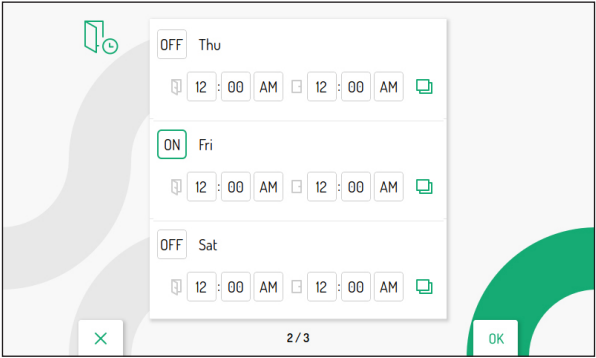 OFF Thu
12 : 00 AM 12 : 00 AM
ON Fri
12 : 00 AM 12 : 00 AM
OFF Sat
12 : 00 AM 12 : 00 AM
2 / 3 OK